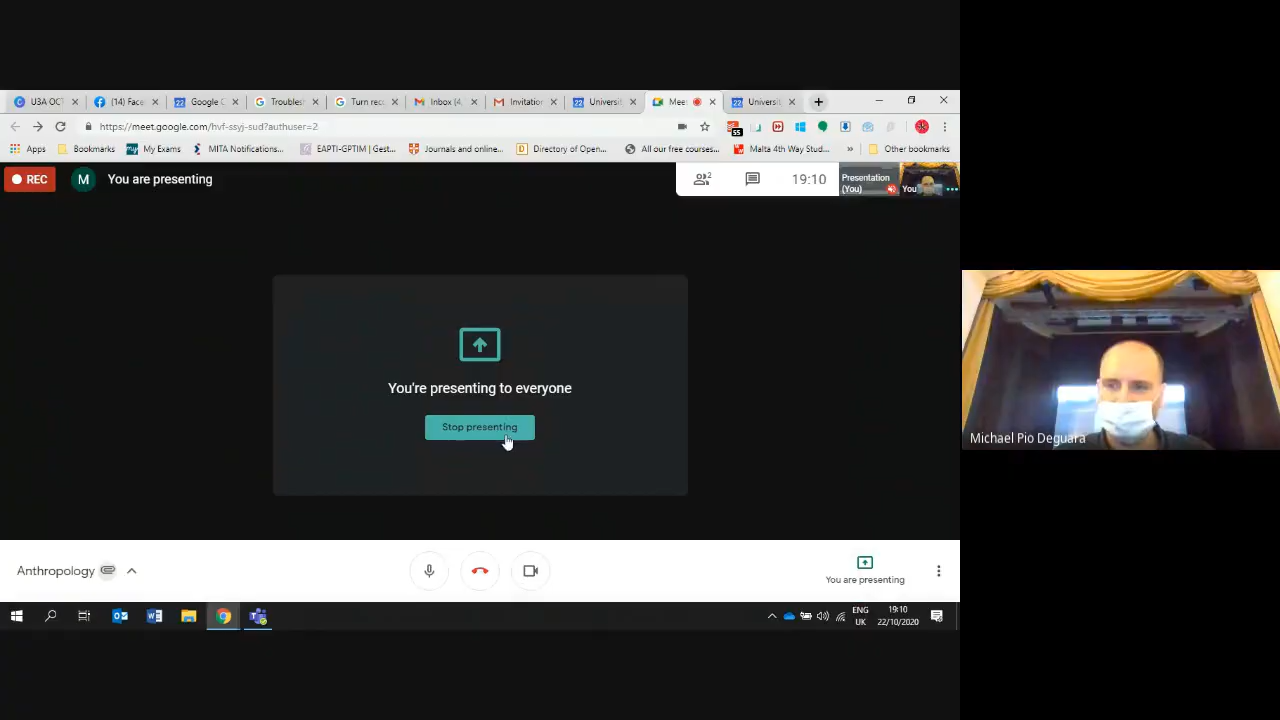 U3A OCT
(14) Face
Google C
Troubles
Turn reco
Inbox (4,
Invitation
Universit
Mee
Universit
https://meet.google.com/hvf-ssyj-sud?authuser=2
55
Apps
Bookmarks
My Exams
MITA Notifications...
EAPTI-GPTIM | Gest...
Journals and online...
Directory of Open...
All our free courses...
Malta 4th Way Stud...
»
Other bookmarks
REC
M
You are presenting
2
19:10
Presentation
(You)
You
You're presenting to everyone
Stop presenting
Michael Pio Deguara
Anthropology
You are presenting
ENG
UK
19:10
22/10/2020